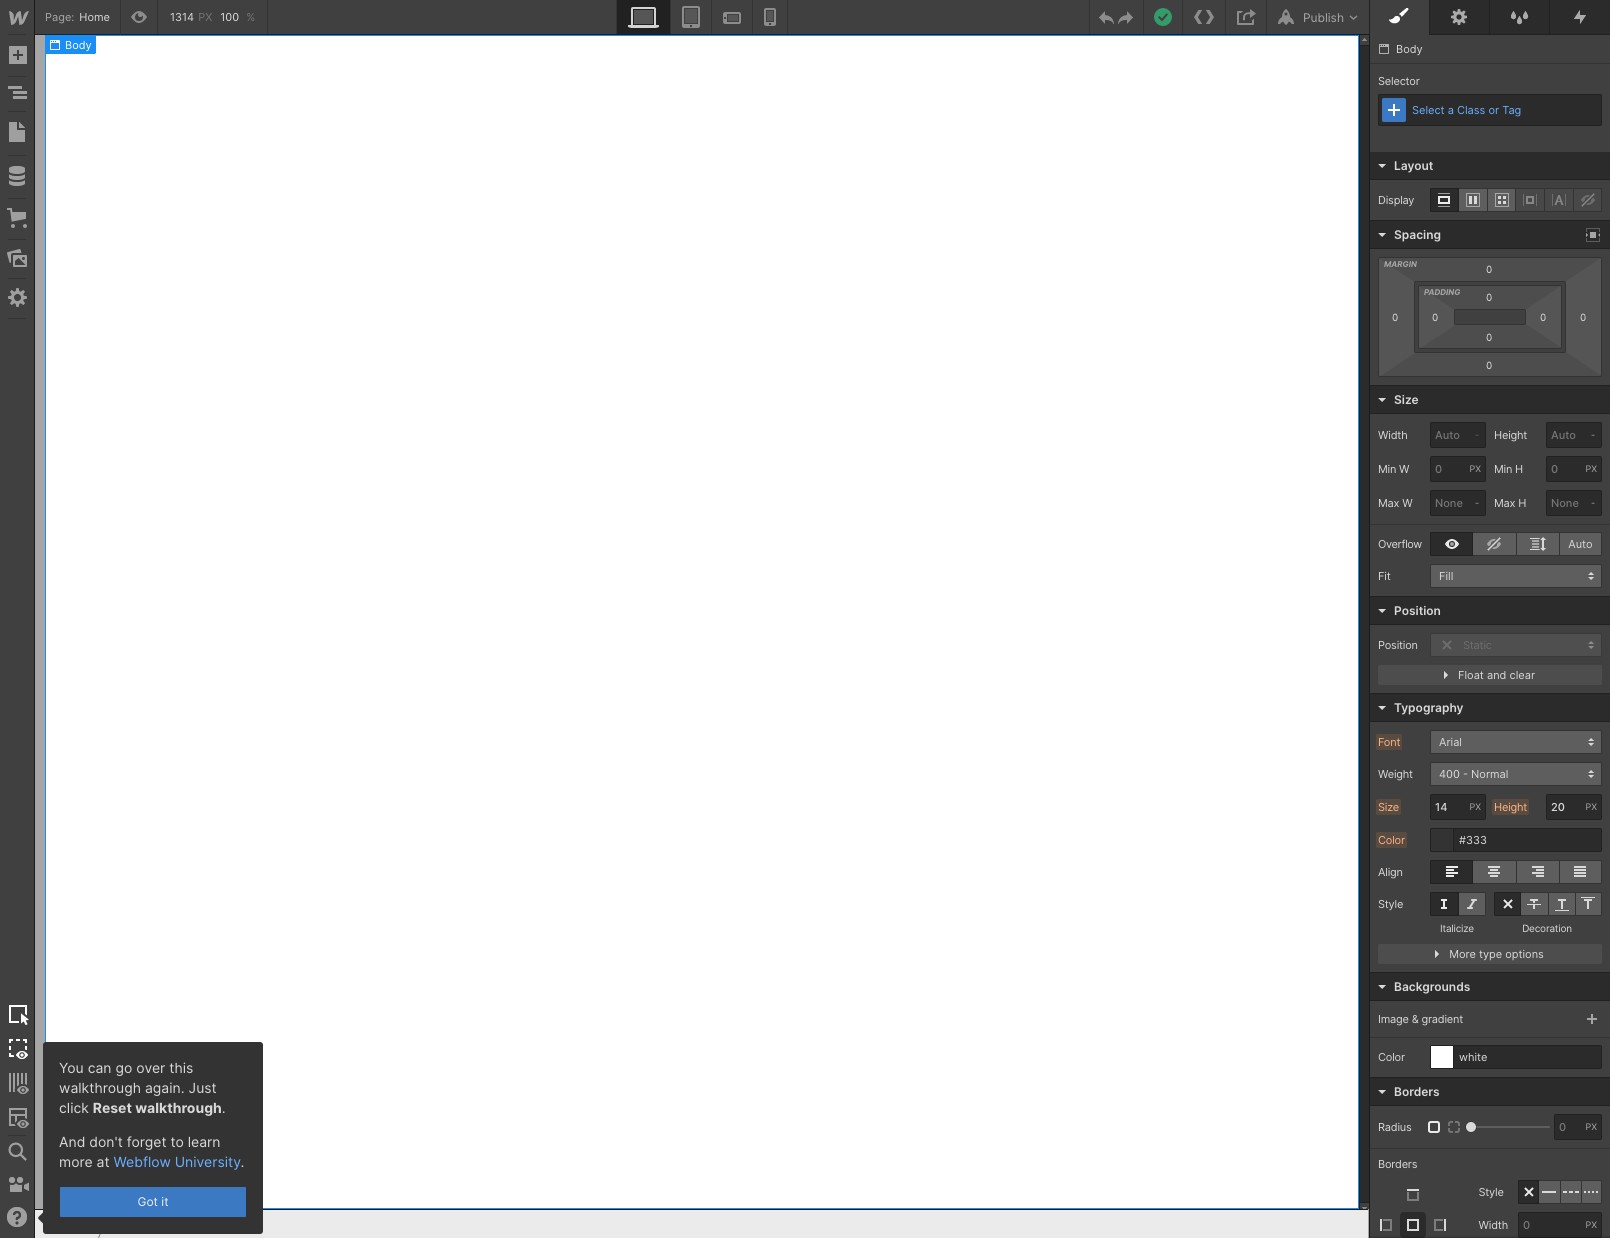 Page: Home
1314 PX 100 %
Publish
Body
Body
Selector
Select a Class or Tag
Layout
Display
Spacing
MARGIN
0
PADDING
0
0 0 0 0
0
0
Size
Width Auto - Height Auto -
Min W 0 PX Min H 0 PX
Max W None - Max H None -
Overflow Auto
Fit Fill
Position
Position Static
Float and clear
Typography
Font Arial
Weight 400 - Normal
Size 14 PX Height 20 PX
Color #333
Align
Style
Italicize Decoration
More type options
Backgrounds
Image & gradient
Color white
Borders
Radius 0 PX
Borders
Style
Width 0 PX
You can go over this
walkthrough again. Just
click Reset walkthrough.
And don't forget to learn
more at Webflow University.
Got it